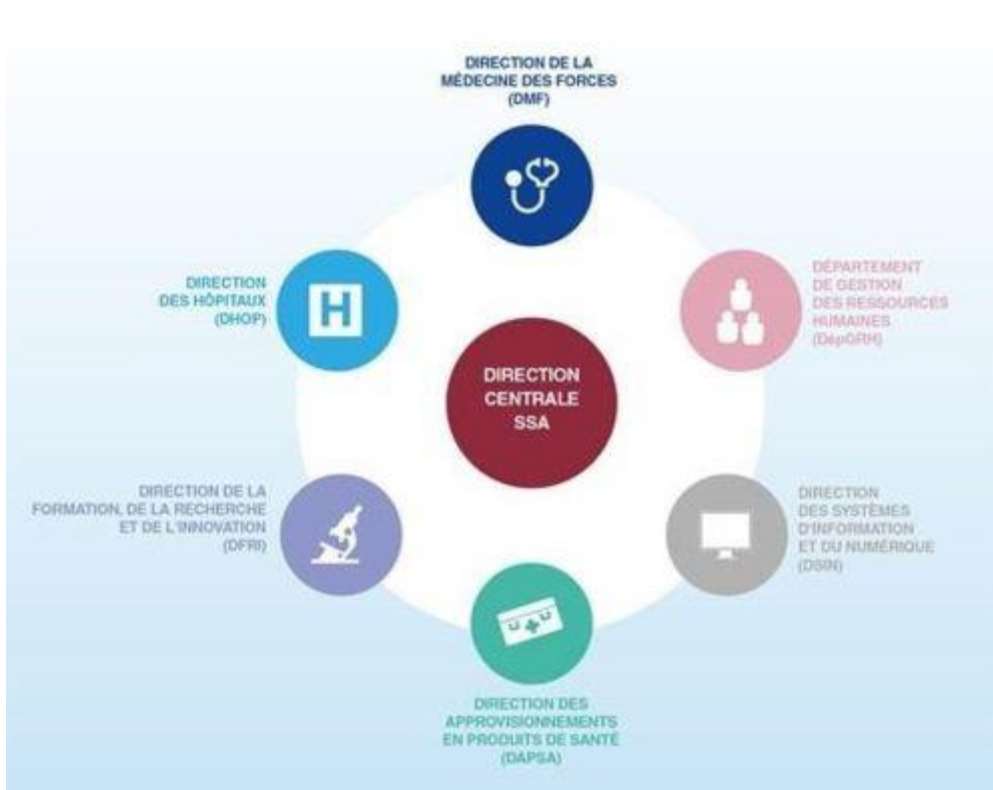 DIRECTION DE LA
MÉDECINE DES FORCES
(DMF)
DÉPARTEMENT
DE GESTION
DES RESSOURCES
HUMAINES
(DépGRH)
DIRECTION
DES HÔPITAUX
(DHOP)
H
DIRECTION
CENTRALE
SSA
DIRECTION DE LA
FORMATION, DE LA RECHERCHE
ET DE L'INNOVATION
(DFRI)
DIRECTION
DES SYSTÈMES
D'INFORMATION
ET DU NUMÉRIQUE
(DSIN)
DIRECTION DES
APPROVISIONNEMENTS
EN PRODUITS DE SANTÉ
(DAPSA)